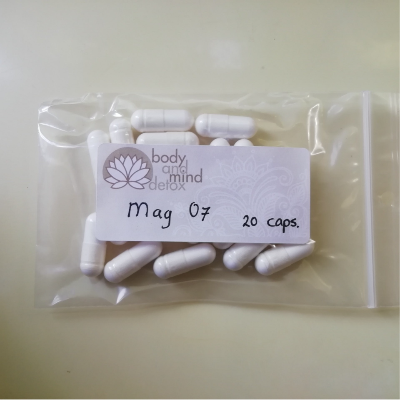 body
and
mind
detox
Mag 07 20 caps.